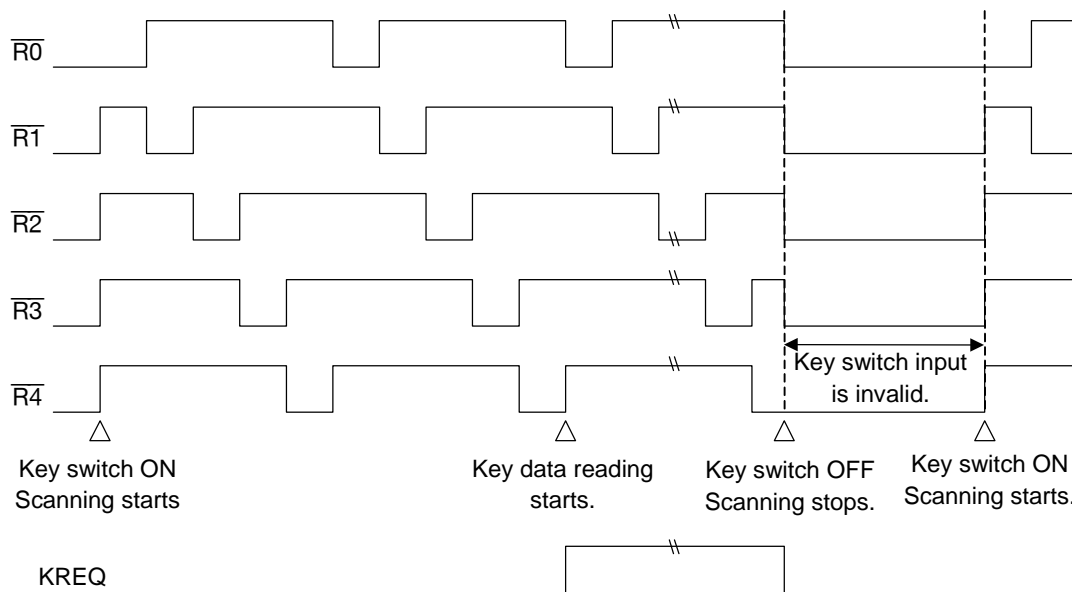 R0
R1
R2
R3
R4
Key switch input
is invalid.
Key switch ON
Scanning starts
Key data reading
starts.
Key switch OFF
Scanning stops.
Key switch ON
Scanning starts.
KREQ